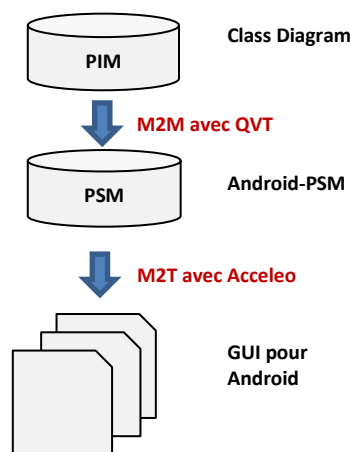 Class Diagram
PIM
M2M avec QVT
Android-PSM
PSM
M2T avec Acceleo
GUI pour
Android